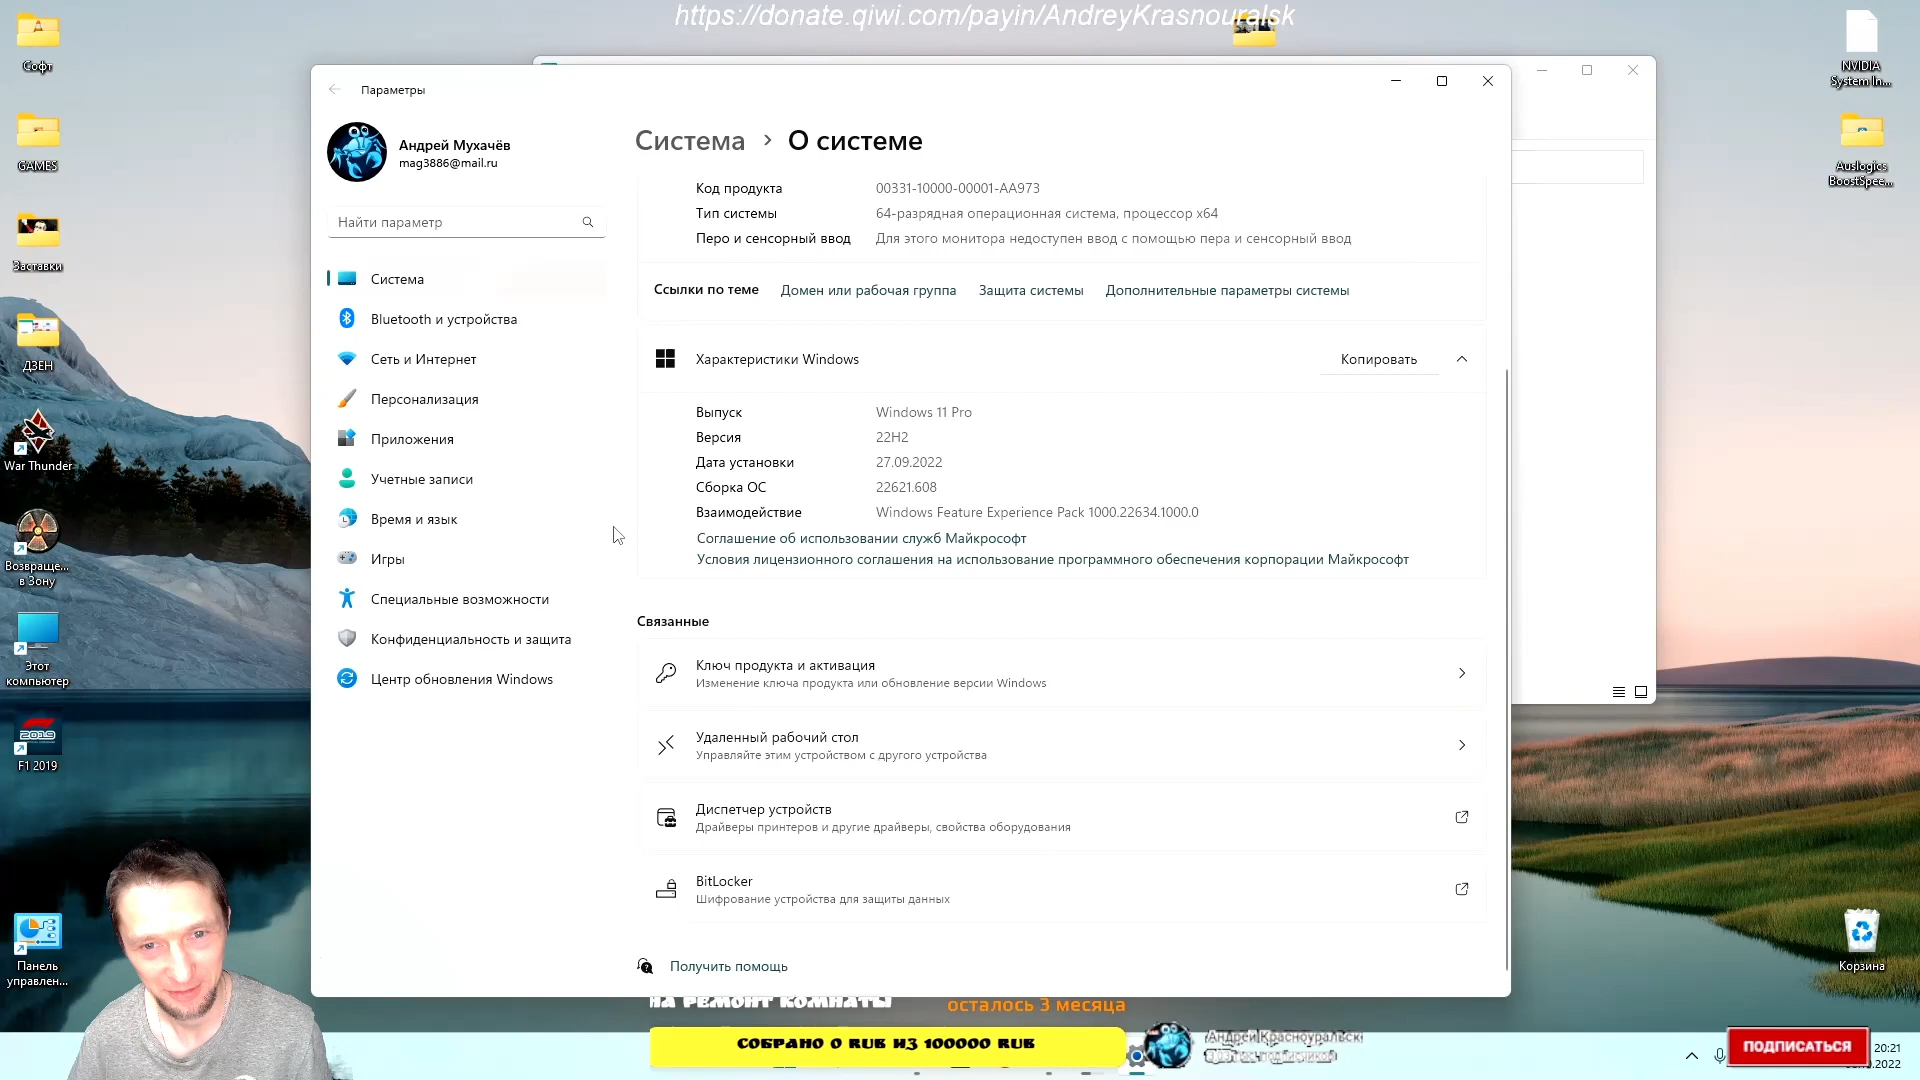 https://donate.qiwi.com/payin/AndreyKrasnouralsk
Софт
GAMES
Заставки
ДЗЕН
War Thunder
Возвраще...
в Зону
Этот
компьютер
2019
F1 2019
Панель
управлен...
Параметры
Андрей Мухачёв
mag3886@mail.ru
Найти параметр
Система
Bluetooth и устройства
Сеть и Интернет
Персонализация
Приложения
Учетные записи
Время и язык
Игры
Специальные возможности
Конфиденциальность и защита
Центр обновления Windows
Система > О системе
Код продукта 00331-10000-00001-AA973
Тип системы 64-разрядная операционная система, процессор x64
Перо и сенсорный ввод Для этого монитора недоступен ввод с помощью пера и сенсорный ввод
Ссылки по теме Домен или рабочая группа Защита системы Дополнительные параметры системы
Характеристики Windows Копировать
Выпуск Windows 11 Pro
Версия 22H2
Дата установки 27.09.2022
Сборка ОС 22621.608
Взаимодействие Windows Feature Experience Pack 1000.22634.1000.0
Соглашение об использовании служб Майкрософт
Условия лицензионного соглашения на использование программного обеспечения корпорации Майкрософт
Связанные
Ключ продукта и активация
Изменение ключа продукта или обновление версии Windows
Удаленный рабочий стол
Управляйте этим устройством с другого устройства
Диспетчер устройств
Драйверы принтеров и другие драйверы, свойства оборудования
BitLocker
Шифрование устройства для защиты данных
Получить помощь
NVIDIA
System In...
Auslogics
BoostSpee...
Корзина
НА РЕМОНТ КОМНАТЫ
осталось 3 месяца
СОБРАНО 0 RUB ИЗ 100000 RUB
Андрей Красноуральск
ПОДПИСАТЬСЯ
20:21